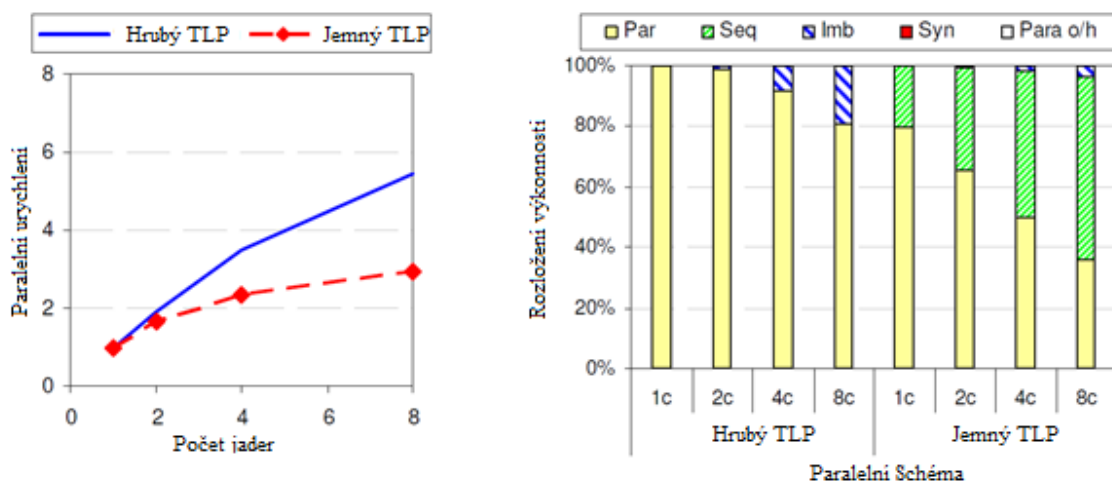 Hrubý TLP Jemný TLP
8
6
4
2
0
0 2 4 6 8
Paralelní urychlení
Počet jader
Par Seq Imb Syn Para o/h
100%
80%
60%
40%
20%
0%
Rozložení výkonnosti
1c 2c 4c 8c 1c 2c 4c 8c
Hrubý TLP Jemný TLP
Paralelní Schéma